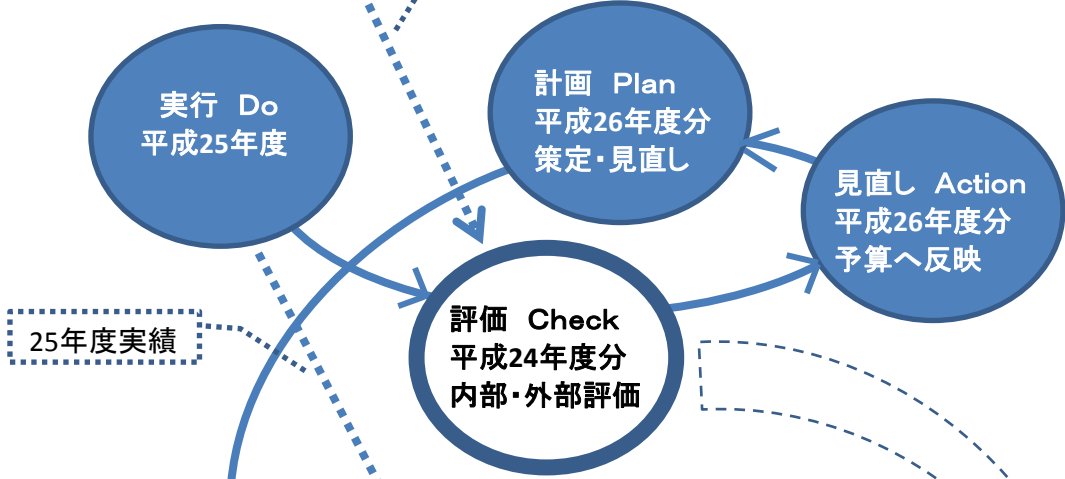 実行　Do
平成25年度
計画　Plan
平成26年度分
策定・見直し
見直し　Action
平成26年度分
予算へ反映
評価　Check
平成24年度分
内部・外部評価
25年度実績